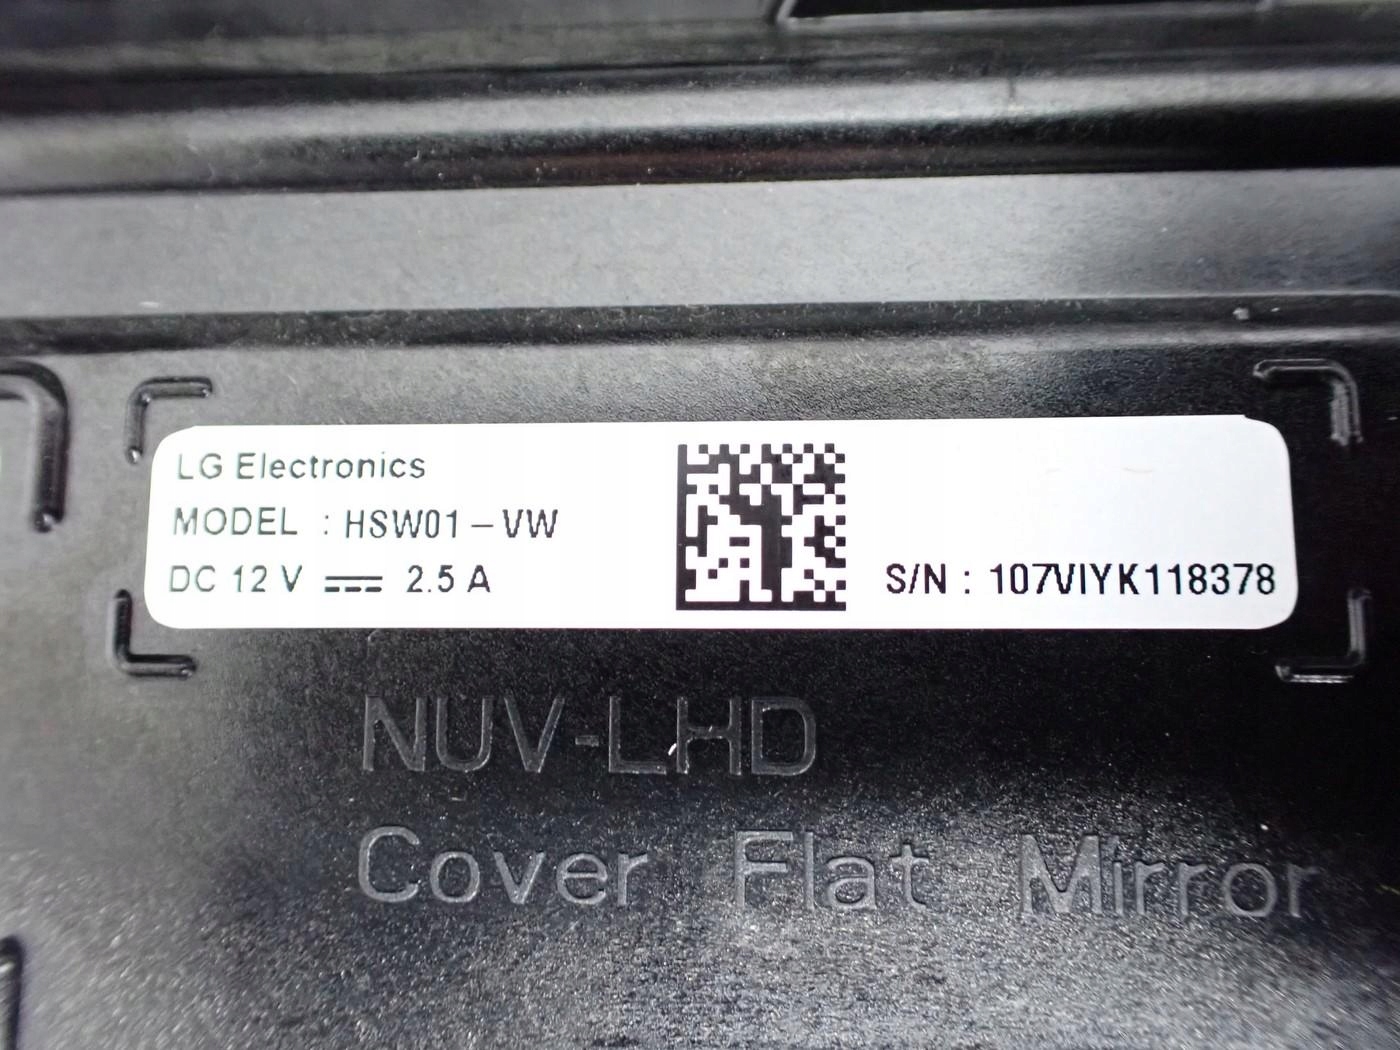 LG Electronics
MODEL : HSW01-VW
DC 12 V ⎓ 2.5 A
S/N : 107VIYK118378
NUV-LHD
Cover Flat Mirror